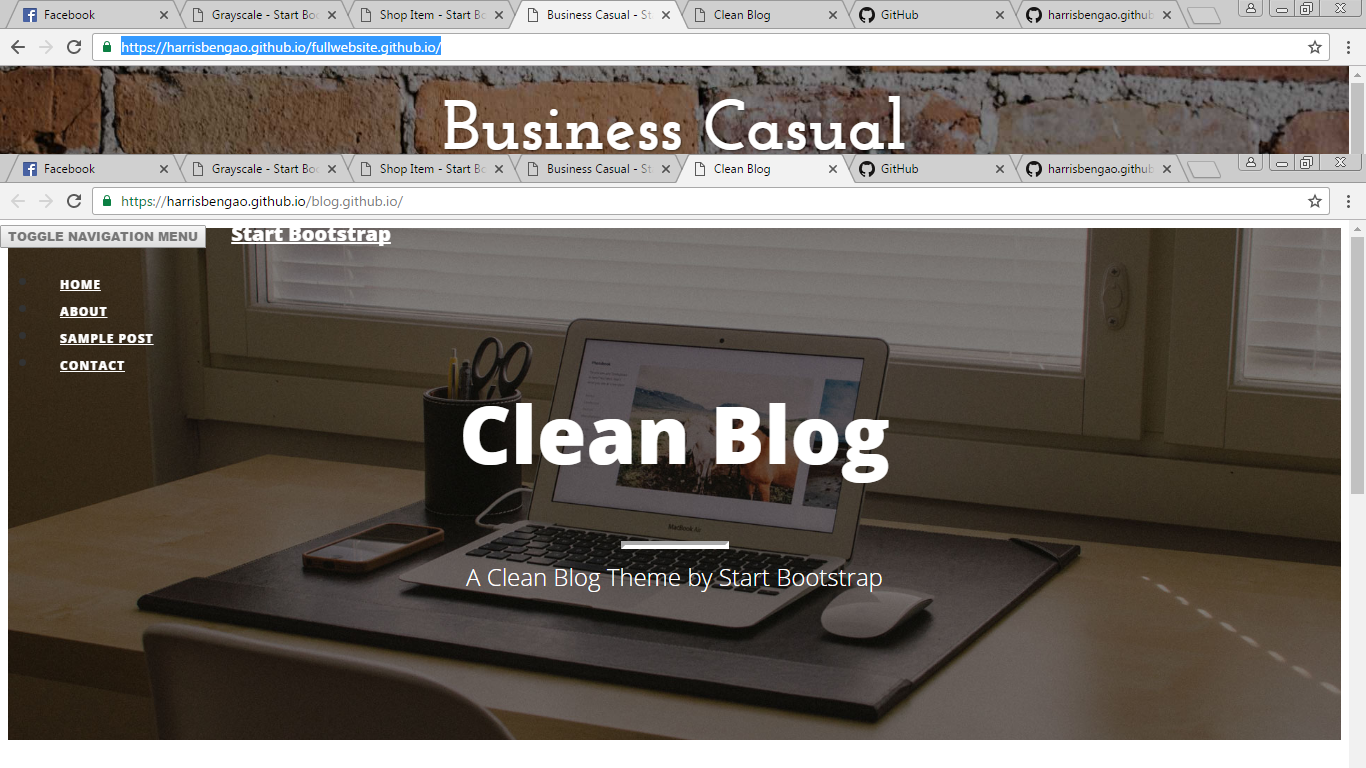 Facebook Grayscale - Start Bo Shop Item - Start B Business Casual - St Clean Blog GitHub harrisbengao.github
https://harrisbengao.github.io/fullwebsite.github.io/
Business Casual
Facebook Grayscale - Start Bo Shop Item - Start B Business Casual - St Clean Blog GitHub harrisbengao.github
https://harrisbengao.github.io/blog.github.io/
TOGGLE NAVIGATION MENU Start Bootstrap
HOME
ABOUT
SAMPLE POST
CONTACT
Clean Blog
A Clean Blog Theme by Start Bootstrap